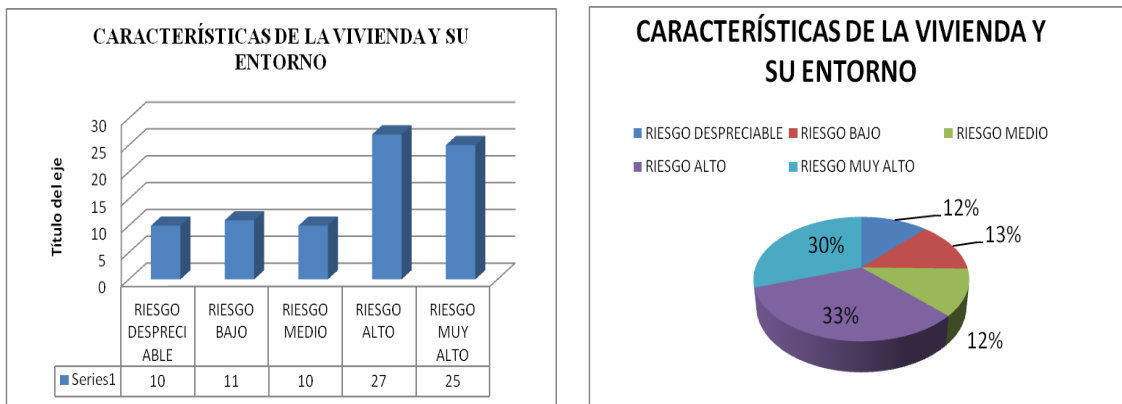 CARACTERÍSTICAS DE LA VIVIENDA Y SU
ENTORNO
Título del eje
30
25
20
15
10
5
0
RIESGO DESPRECI ABLE
RIESGO BAJO
RIESGO MEDIO
RIESGO ALTO
RIESGO MUY ALTO
Series1 10 11 10 27 25
CARACTERÍSTICAS DE LA VIVIENDA Y
SU ENTORNO
RIESGO DESPRECIABLE RIESGO BAJO RIESGO MEDIO
RIESGO ALTO RIESGO MUY ALTO
12%
13%
30%
33%
12%